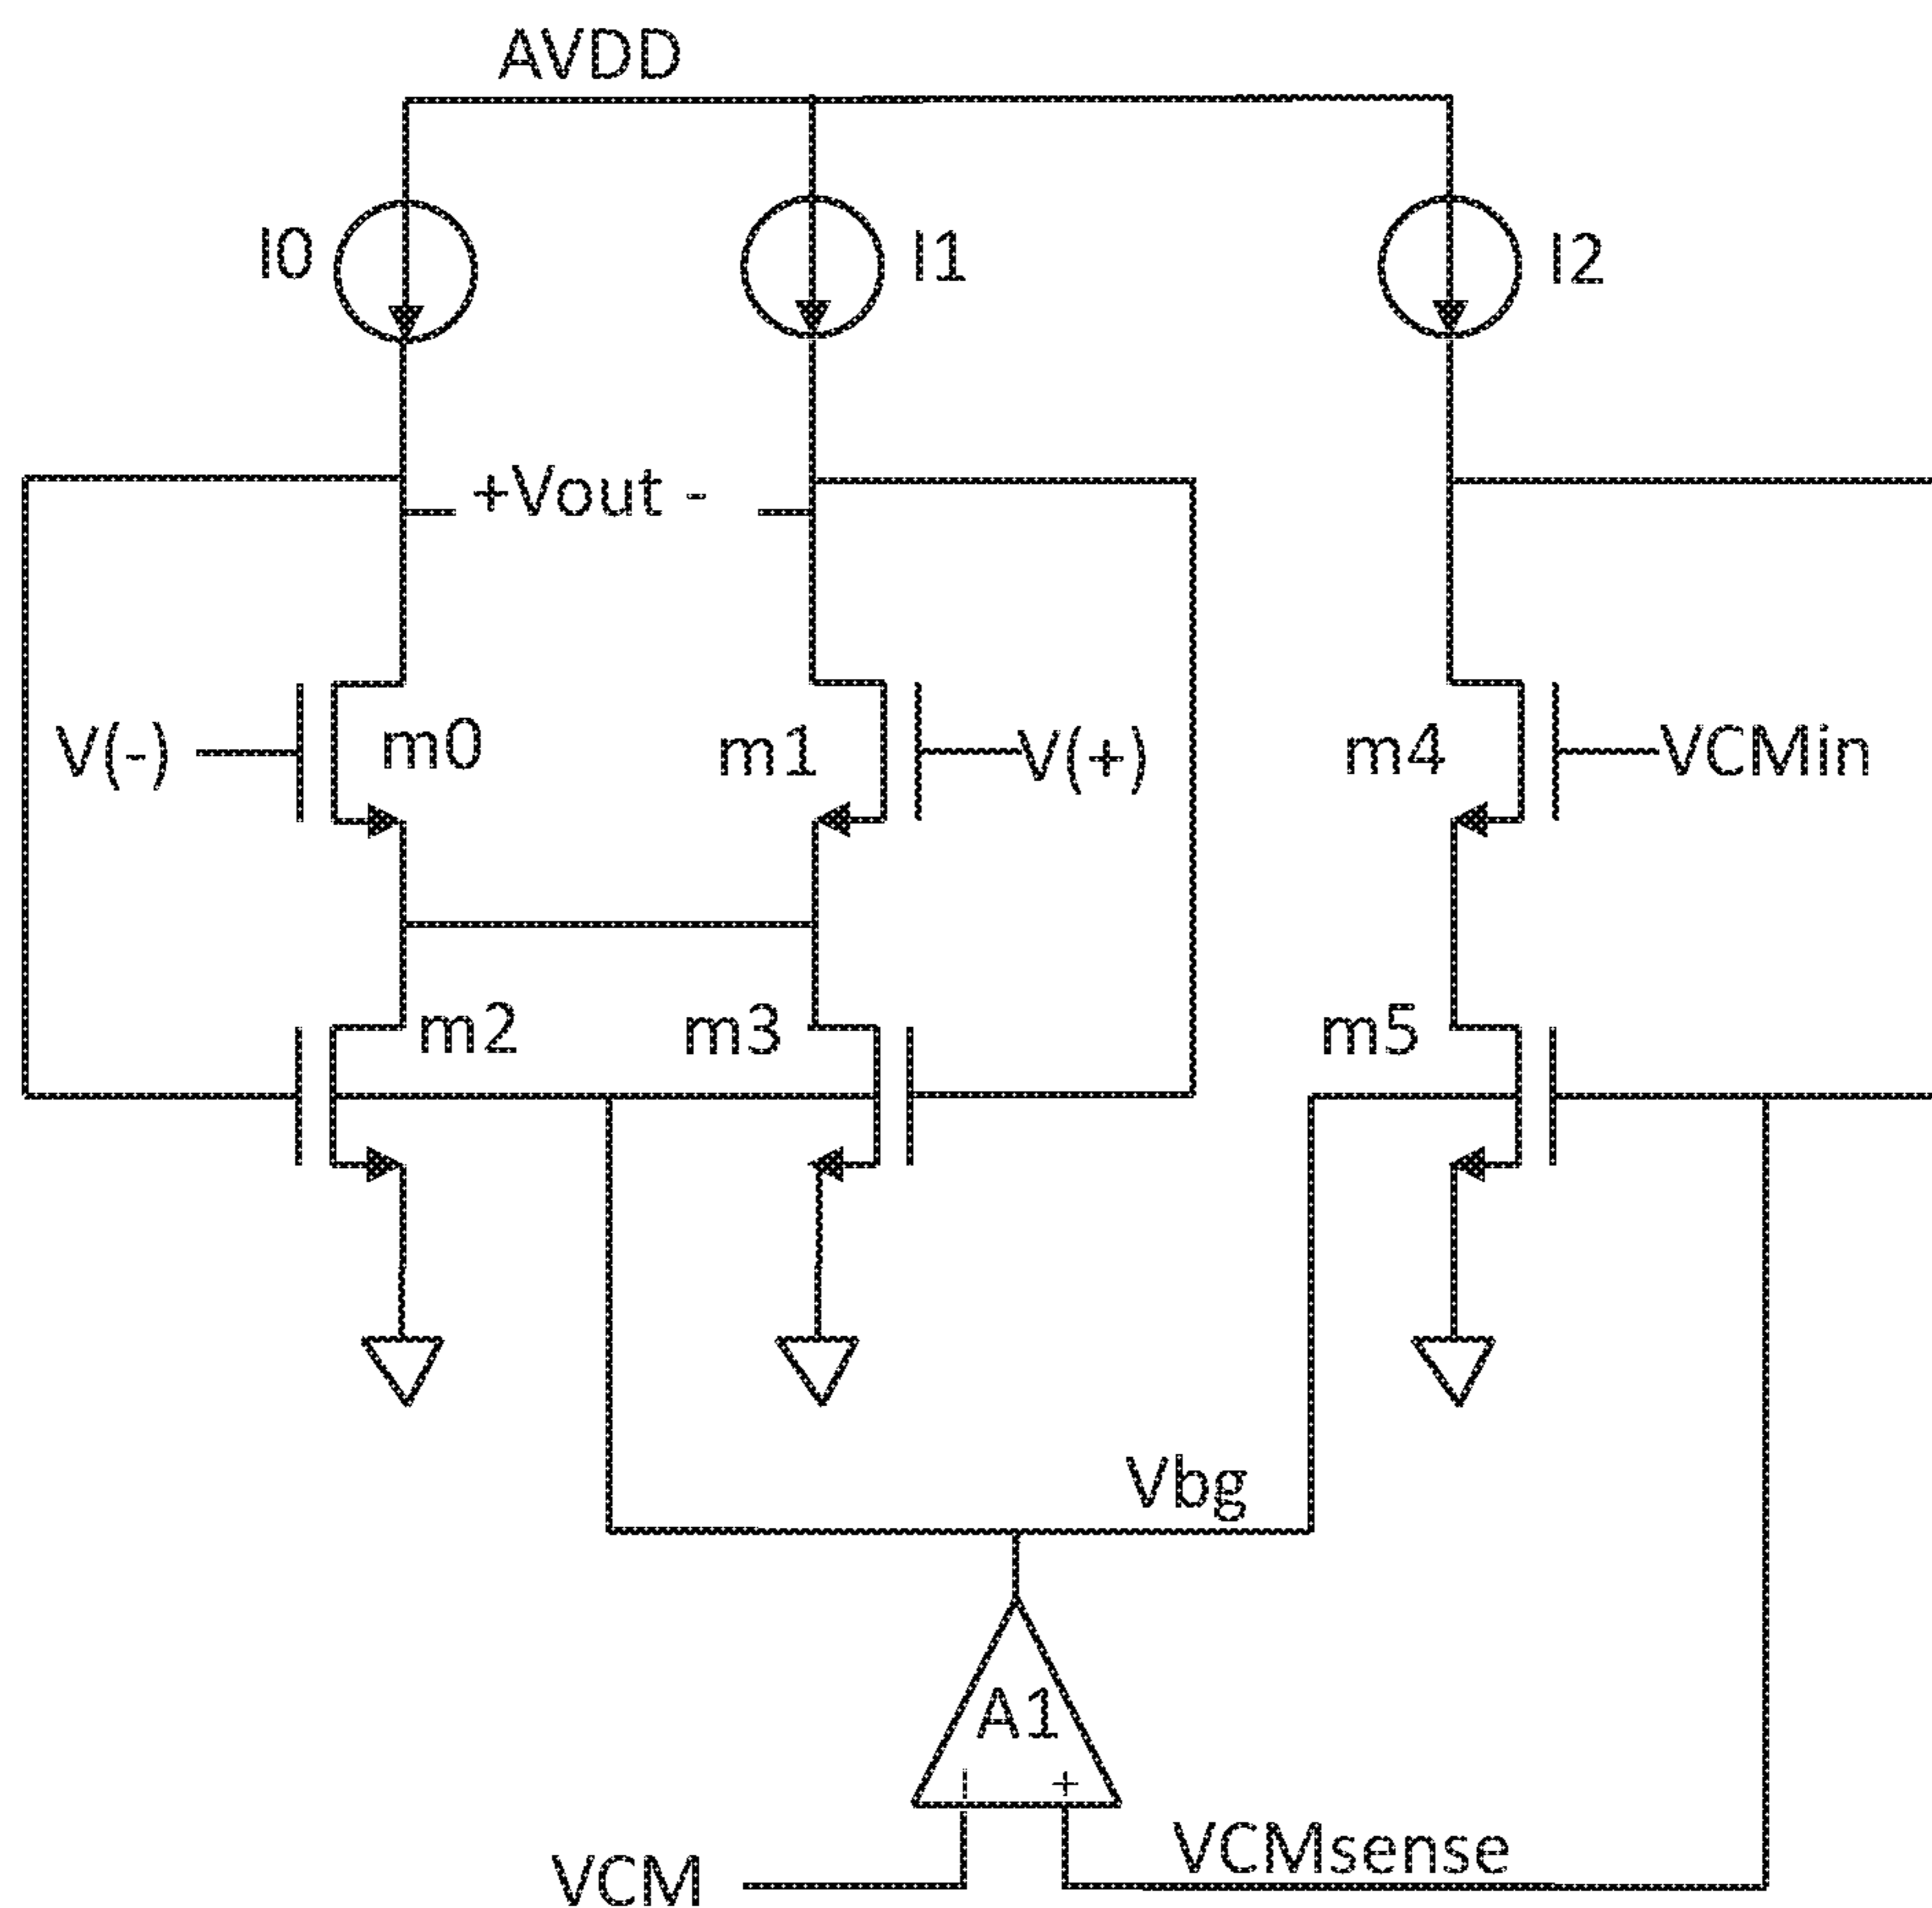 AVDD
I0
I1
I2
+Vout -
V(-)
m0
m1
V(+)
m4
VCMin
m2
m3
m5
Vbg
A1
- +
VCMsense
VCM